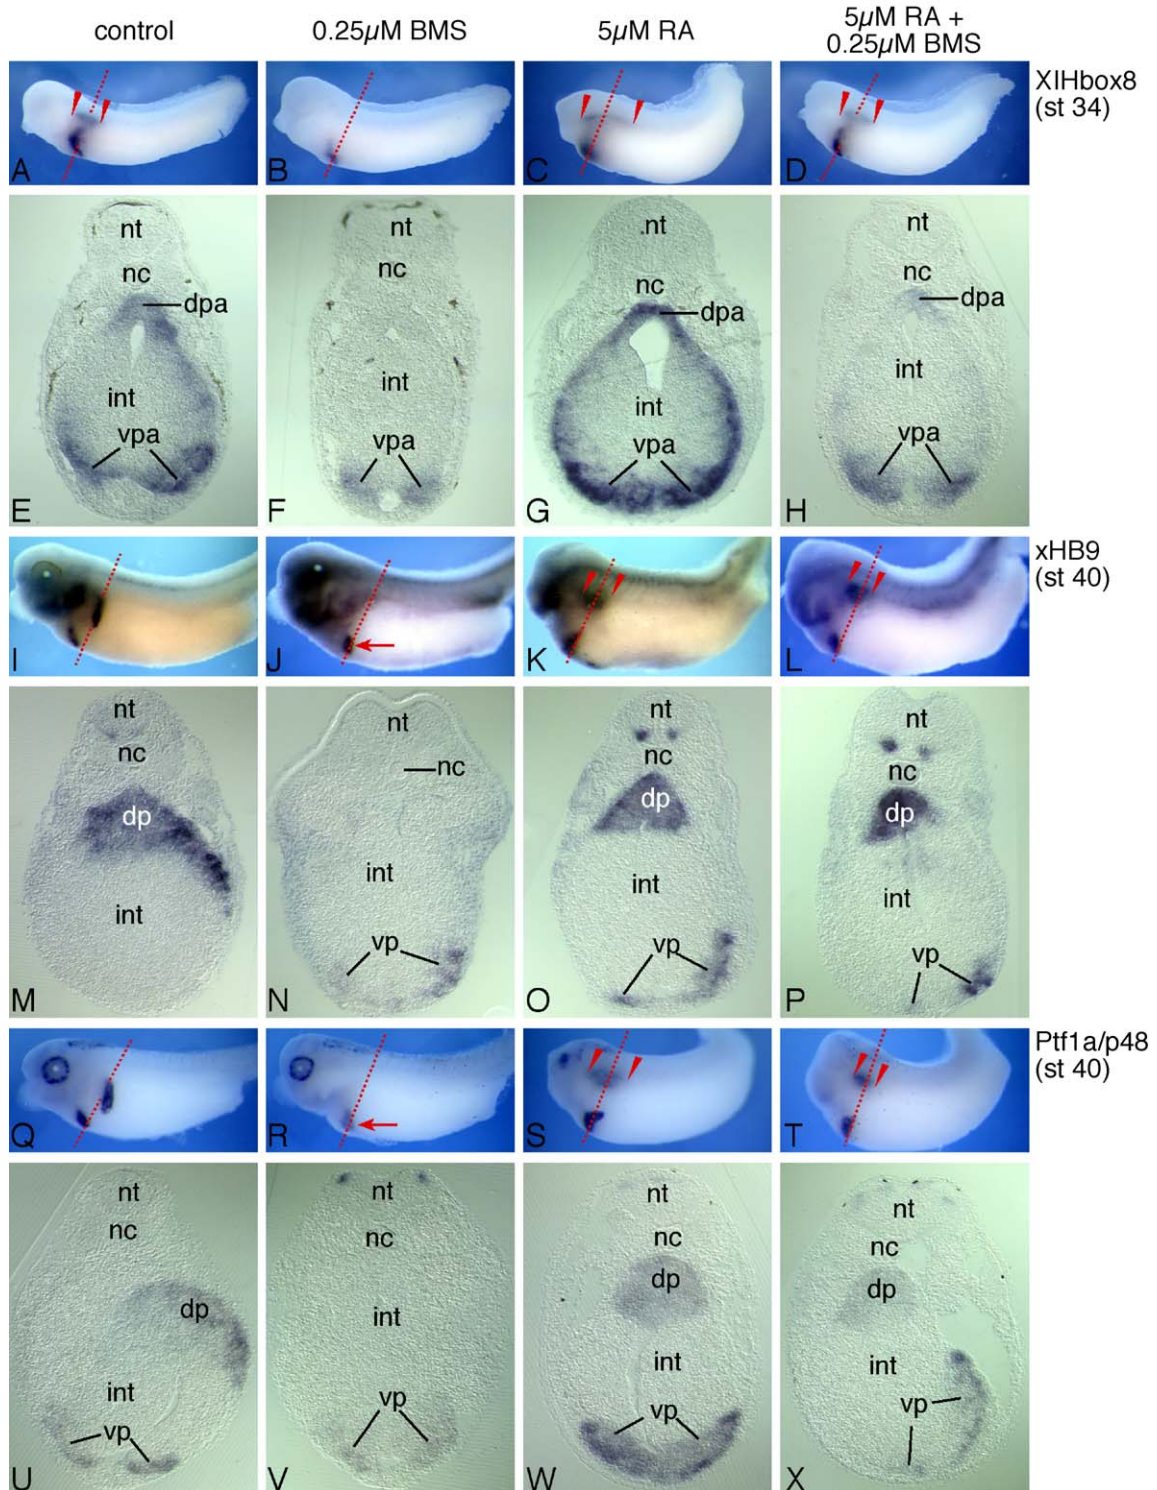 control
0.25µM BMS
5µM RA
5µM RA +
0.25µM BMS
XlHbox8
(st 34)
A
B
C
D
nt
nc
dpa
int
vpa
E
nt
nc
int
vpa
F
nt
nc
dpa
int
vpa
G
nt
nc
dpa
int
vpa
H
xHB9
(st 40)
I
J
K
L
nt
nc
dp
int
M
nt
nc
int
vp
N
nt
nc
dp
int
vp
O
nt
nc
dp
int
vp
P
Ptf1a/p48
(st 40)
Q
R
S
T
nt
nc
dp
int
vp
U
nt
nc
int
vp
V
nt
nc
dp
int
vp
W
nt
nc
dp
int
vp
X